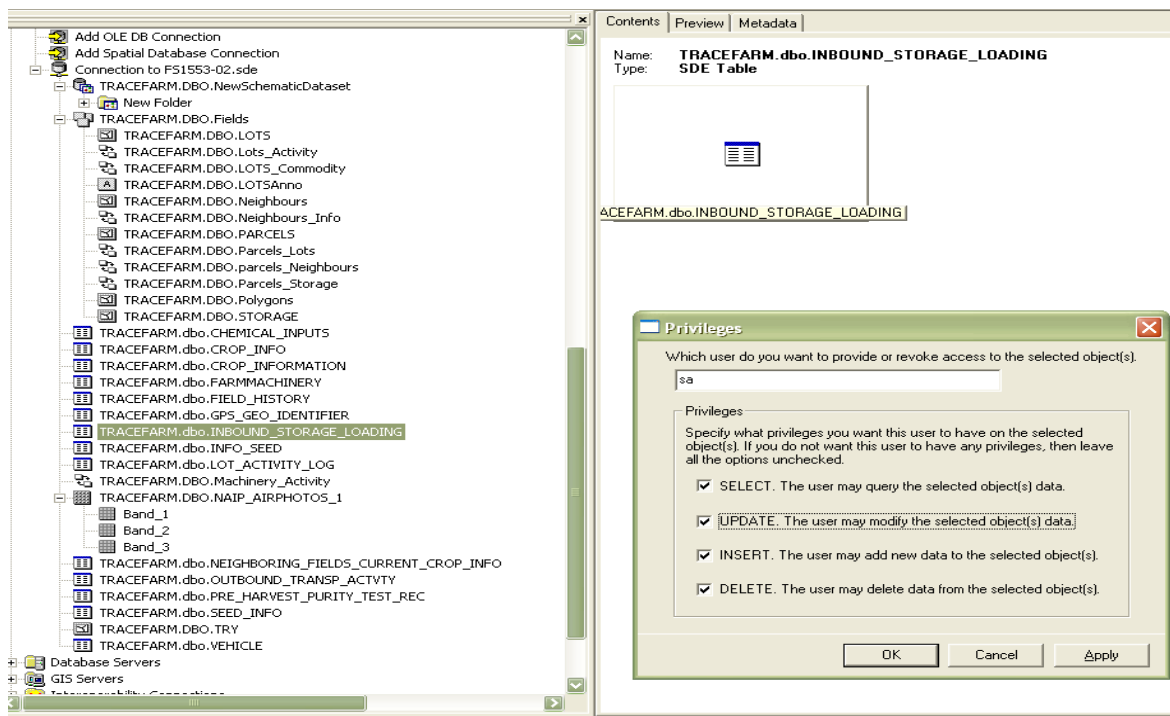 Add OLE DB Connection
Add Spatial Database Connection
Connection to FS1553-02.sde
TRACEFARM.DBO.NewSchematicDataset
New Folder
TRACEFARM.DBO.Fields
TRACEFARM.DBO.LOTS
TRACEFARM.DBO.Lots_Activity
TRACEFARM.DBO.LOTS_Commodity
A TRACEFARM.DBO.LOTSAnno
TRACEFARM.DBO.Neighbours
TRACEFARM.DBO.Neighbours_Info
TRACEFARM.DBO.PARCELS
TRACEFARM.DBO.Parcels_Lots
TRACEFARM.DBO.parcels_Neighbours
TRACEFARM.DBO.Parcels_Storage
TRACEFARM.DBO.Polygons
TRACEFARM.DBO.STORAGE
TRACEFARM.dbo.CHEMICAL_INPUTS
TRACEFARM.dbo.CROP_INFO
TRACEFARM.dbo.CROP_INFORMATION
TRACEFARM.dbo.FARMMACHINERY
TRACEFARM.dbo.FIELD_HISTORY
TRACEFARM.dbo.GPS_GEO_IDENTIFIER
TRACEFARM.dbo.INBOUND_STORAGE_LOADING
TRACEFARM.dbo.INFO_SEED
TRACEFARM.dbo.LOT_ACTIVITY_LOG
TRACEFARM.DBO.Machinery_Activity
TRACEFARM.DBO.NAIP_AIRPHOTOS_1
Band_1
Band_2
Band_3
TRACEFARM.dbo.NEIGHBORING_FIELDS_CURRENT_CROP_INFO
TRACEFARM.dbo.OUTBOUND_TRANSP_ACTVTY
TRACEFARM.dbo.PRE_HARVEST_PURITY_TEST_REC
TRACEFARM.dbo.SEED_INFO
TRACEFARM.DBO.TRY
TRACEFARM.dbo.VEHICLE
Database Servers
GIS Servers
Interoperability Connections
Contents Preview Metadata
Name: TRACEFARM.dbo.INBOUND_STORAGE_LOADING
Type: SDE Table
ACEFARM.dbo.INBOUND_STORAGE_LOADING
Privileges
Which user do you want to provide or revoke access to the selected object(s).
sa
Privileges
Specify what privileges you want this user to have on the selected
object(s). If you do not want this user to have any privileges, then leave
all the options unchecked.
SELECT. The user may query the selected object(s) data.
UPDATE. The user may modify the selected object(s) data.
INSERT. The user may add new data to the selected object(s).
DELETE. The user may delete data from the selected object(s).
OK Cancel Apply